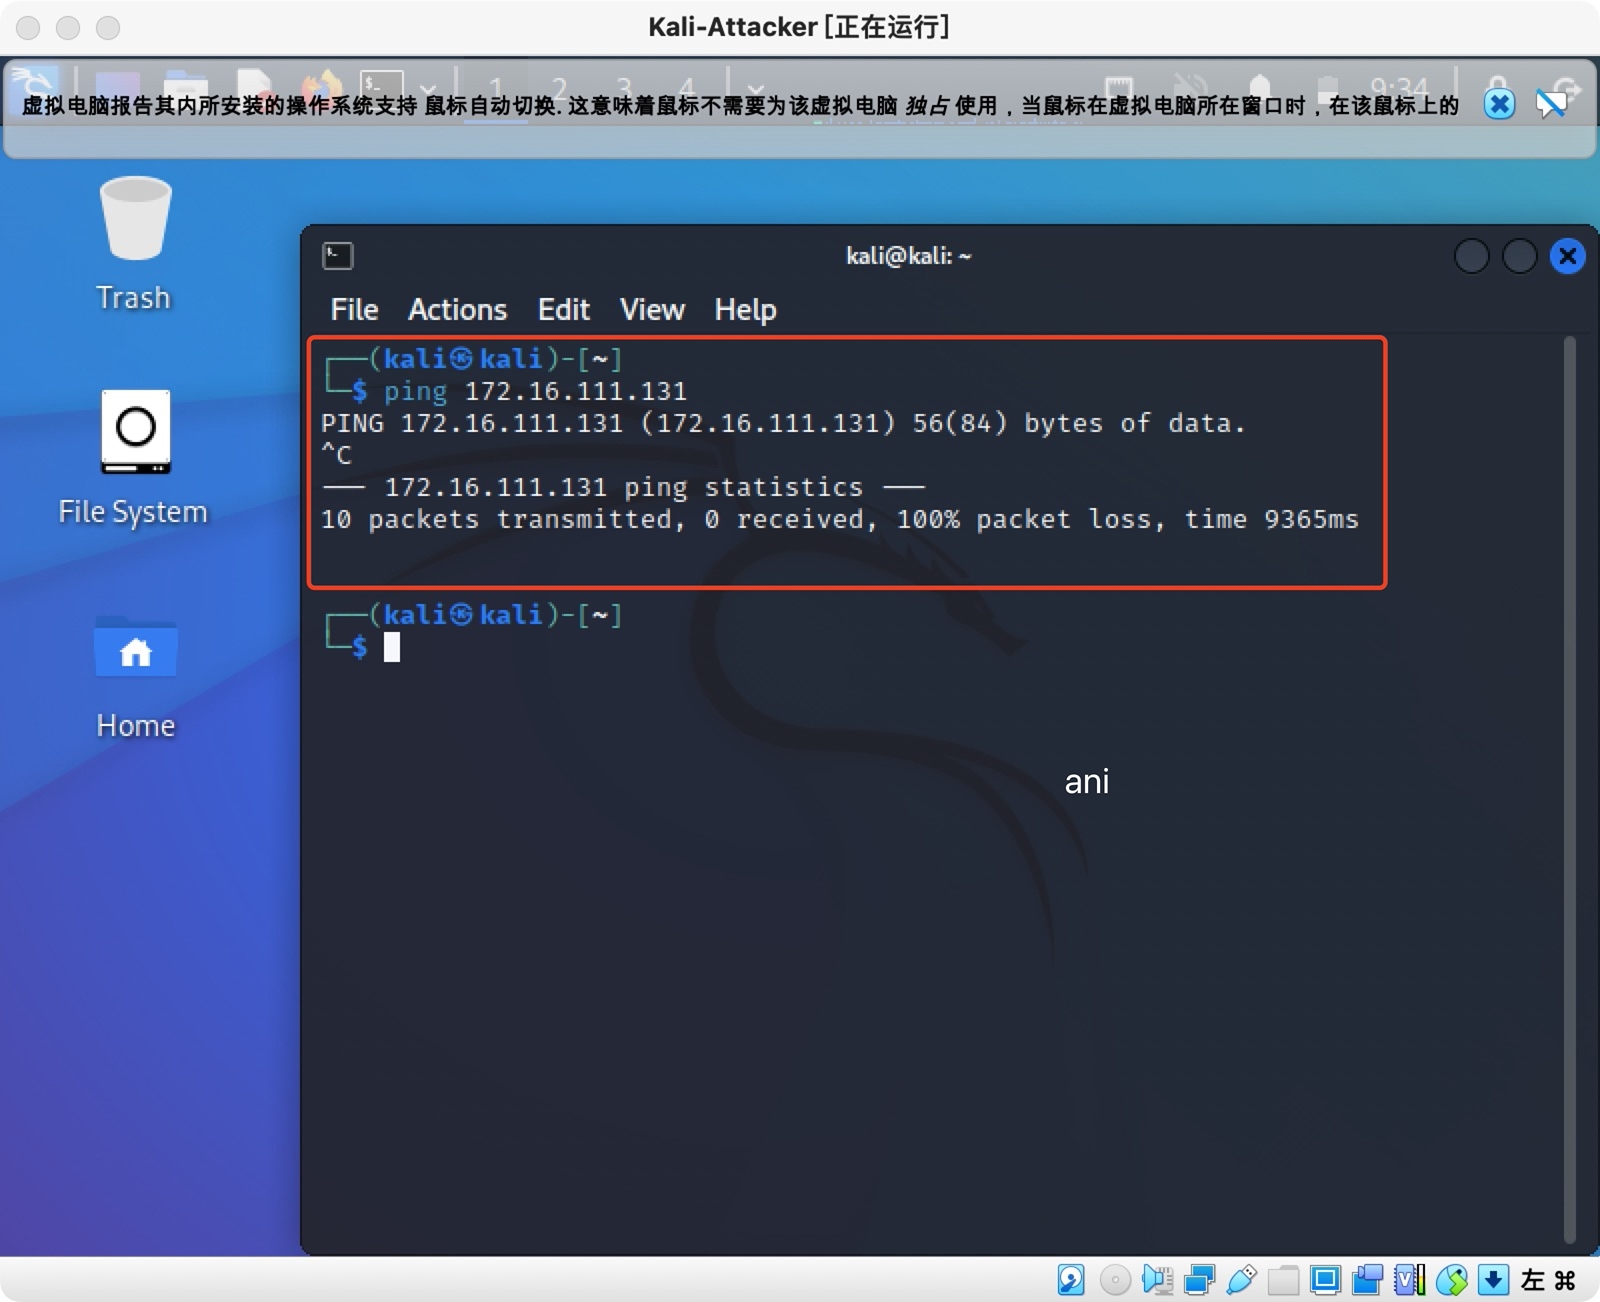 Kali-Attacker [正在运行]
1 2 3 4 9:34
虚拟电脑报告其内所安装的操作系统支持 鼠标自动切换. 这意味着鼠标不需要为该虚拟电脑 独占 使用，当鼠标在虚拟电脑所在窗口时，在该鼠标上的
Trash
File System
Home
kali@kali: ~
File Actions Edit View Help
┌──(kali㉿kali)-[~]
└─$ ping 172.16.111.131
PING 172.16.111.131 (172.16.111.131) 56(84) bytes of data.
^C
── 172.16.111.131 ping statistics ──
10 packets transmitted, 0 received, 100% packet loss, time 9365ms
┌──(kali㉿kali)-[~]
└─$
ani
左 ⌘